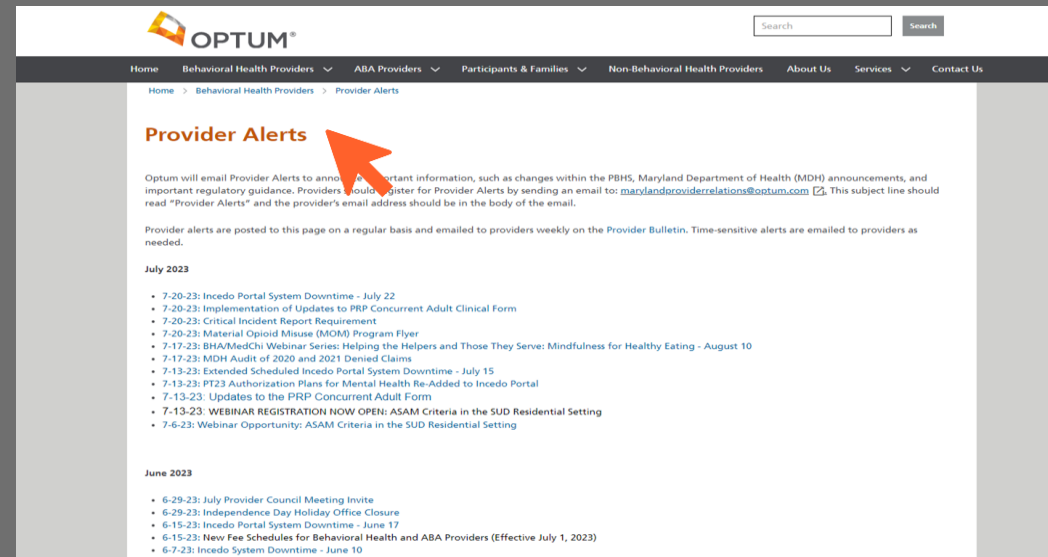 OPTUM®
Search
Search
Home Behavioral Health Providers ABA Providers Participants & Families Non-Behavioral Health Providers About Us Services Contact Us
Home > Behavioral Health Providers > Provider Alerts
Provider Alerts
Optum will email Provider Alerts to important information, such as changes within the PBHS, Maryland Department of Health (MDH) announcements, and
important regulatory guidance. Providers register for Provider Alerts by sending an email to: marylandproviderrelations@optum.com. This subject line should
read "Provider Alerts" and the provider's email address should be in the body of the email.
Provider alerts are posted to this page on a regular basis and emailed to providers weekly on the Provider Bulletin. Time-sensitive alerts are emailed to providers as
needed.
July 2023
• 7-20-23: Incedo Portal System Downtime - July 22
• 7-20-23: Implementation of Updates to PRP Concurrent Adult Clinical Form
• 7-20-23: Critical Incident Report Requirement
• 7-20-23: Material Opioid Misuse (MOM) Program Flyer
• 7-17-23: BHA/MedChi Webinar Series: Helping the Helpers and Those They Serve: Mindfulness for Healthy Eating - August 10
• 7-17-23: MDH Audit of 2020 and 2021 Denied Claims
• 7-13-23: Extended Scheduled Incedo Portal System Downtime - July 15
• 7-13-23: PT23 Authorization Plans for Mental Health Re-Added to Incedo Portal
• 7-13-23: Updates to the PRP Concurrent Adult Form
• 7-13-23: WEBINAR REGISTRATION NOW OPEN: ASAM Criteria in the SUD Residential Setting
• 7-6-23: Webinar Opportunity: ASAM Criteria in the SUD Residential Setting
June 2023
• 6-29-23: July Provider Council Meeting Invite
• 6-29-23: Independence Day Holiday Office Closure
• 6-15-23: Incedo Portal System Downtime - June 17
• 6-15-23: New Fee Schedules for Behavioral Health and ABA Providers (Effective July 1, 2023)
• 6-7-23: Incedo System Downtime - June 10